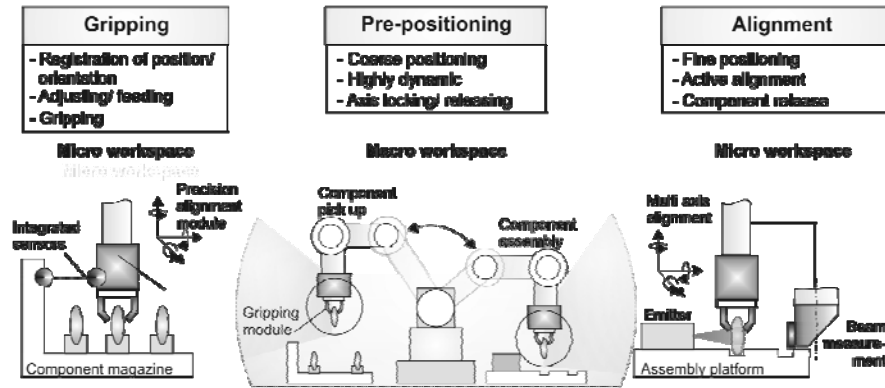 Gripping
- Registration of position/
orientation
- Adjusting/ feeding
- Gripping
Micro workspace
Micro workspace
Integrated
sensors
Precision
alignment
module
Component magazine
Pre-positioning
- Coarse positioning
- Highly dynamic
- Axis locking/ releasing
Macro workspace
Component
pick up
Component
assembly
Gripping
module
Alignment
- Fine positioning
- Active alignment
- Component release
Micro workspace
Multi axis
alignment
Emitter
Assembly platform
Beam
measure-
ment